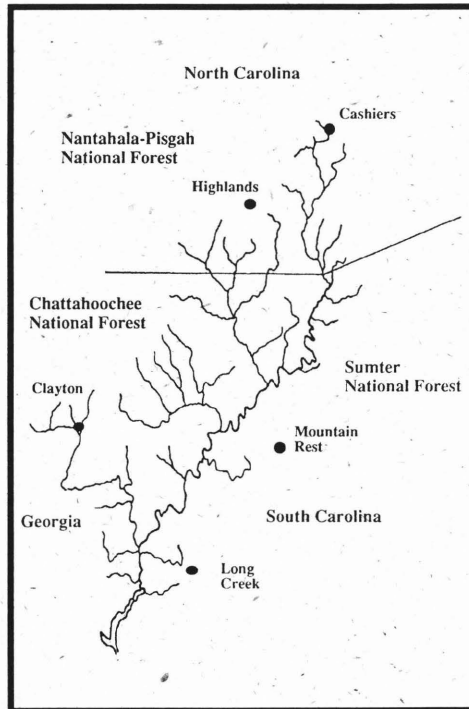 North Carolina
Cashiers
Nantahala-Pisgah
National Forest
Highlands
Chattahoochee
National Forest
Sumter
National Forest
Clayton
Mountain
Rest
Georgia
South Carolina
Long
Creek